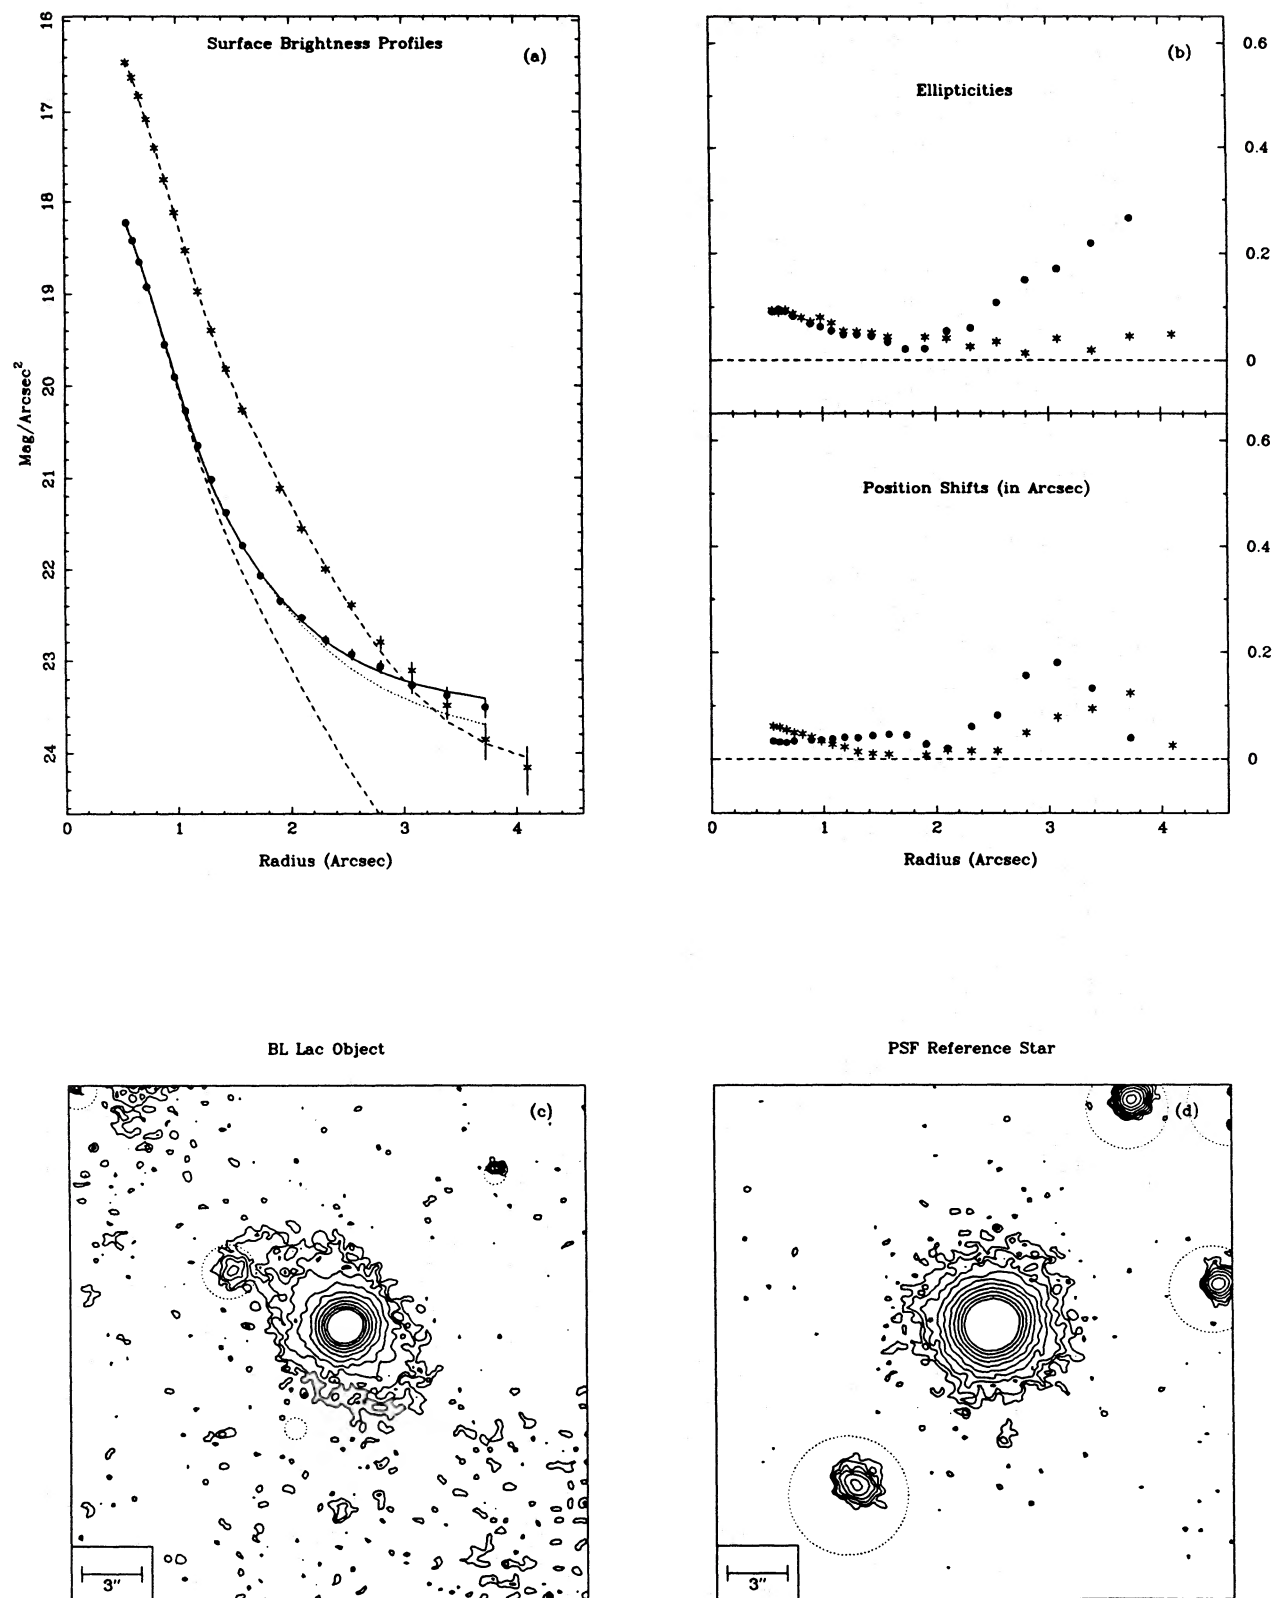 Surface Brightness Profiles
(a)
16
17
18
19
20
21
22
23
24
Mag/Arcsec²
0 1 2 3 4
Radius (Arcsec)
(b)
Ellipticities
0.6
0.4
0.2
0
Position Shifts (in Arcsec)
0.6
0.4
0.2
0
0 1 2 3 4
Radius (Arcsec)
BL Lac Object
(c)
3"
PSF Reference Star
(d)
3"